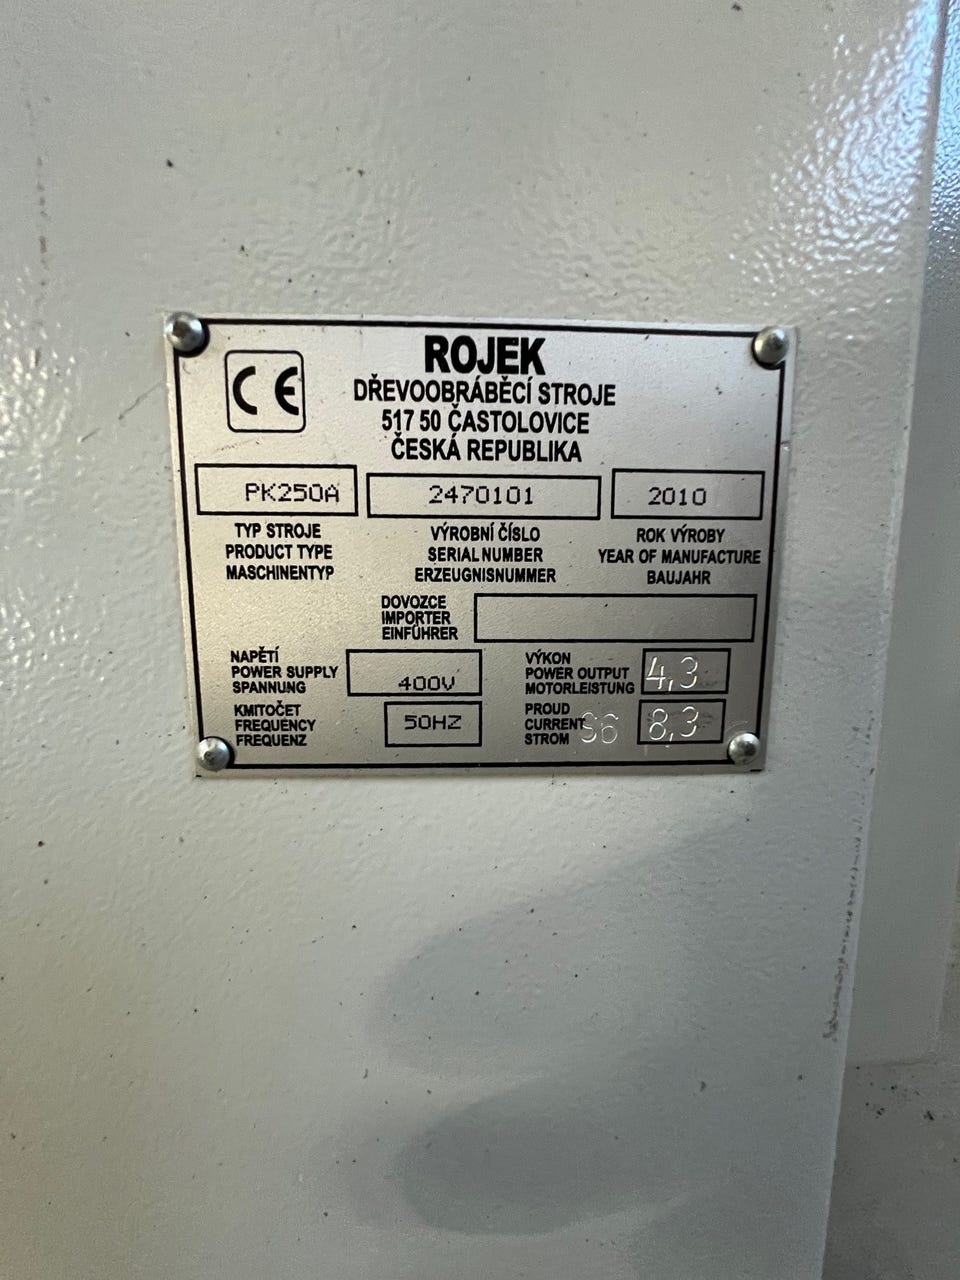 CE
ROJEK
DŘEVOOBRÁBĚCÍ STROJE
517 50 ČASTOLOVICE
ČESKÁ REPUBLIKA
PK250A
2470101
2010
TYP STROJE
PRODUCT TYPE
MASCHINENTYP
VÝROBNÍ ČÍSLO
SERIAL NUMBER
ERZEUGNISNUMMER
ROK VÝROBY
YEAR OF MANUFACTURE
BAUJAHR
DOVOZCE
IMPORTER
EINFÜHRER
NAPĚTÍ
POWER SUPPLY
SPANNUNG
400V
VÝKON
POWER OUTPUT
MOTORLEISTUNG
4,3
KMITOČET
FREQUENCY
FREQUENZ
50HZ
PROUD
CURRENT
STROM
S6
8,3